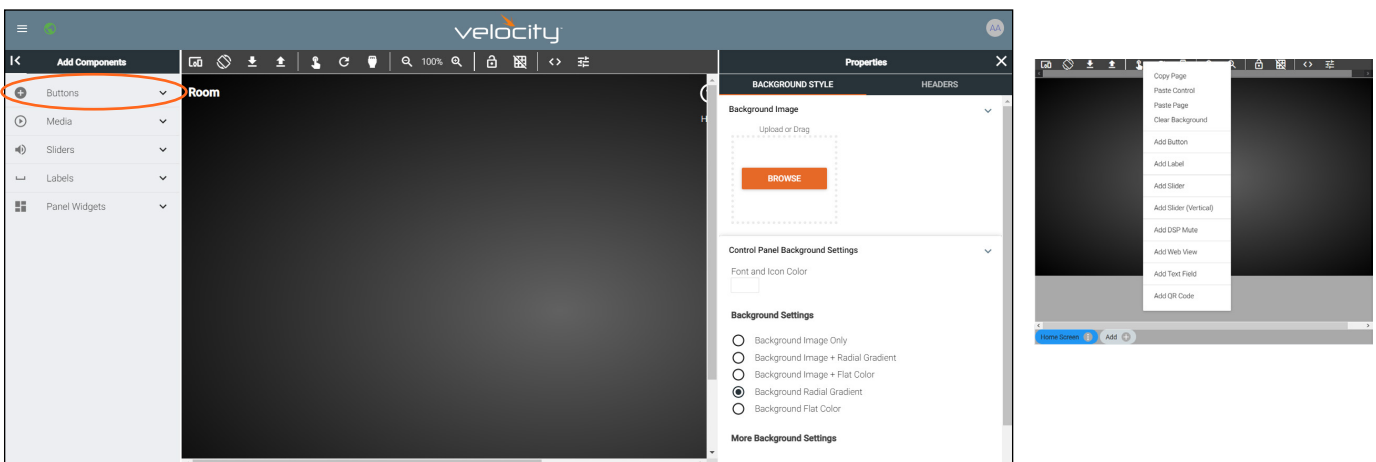 velocity
AA
Add Components
Buttons
Media
Sliders
Labels
Panel Widgets
100%
Room
H
Properties
BACKGROUND STYLE
HEADERS
Background Image
Upload or Drag
BROWSE
Control Panel Background Settings
Font and Icon Color
Background Settings
Background Image Only
Background Image + Radial Gradient
Background Image + Flat Color
Background Radial Gradient
Background Flat Color
More Background Settings
Copy Page
Paste Control
Paste Page
Clear Background
Add Button
Add Label
Add Slider
Add Slider (Vertical)
Add DSP Mute
Add Web View
Add Text Field
Add QR Code
Home Screen
Add